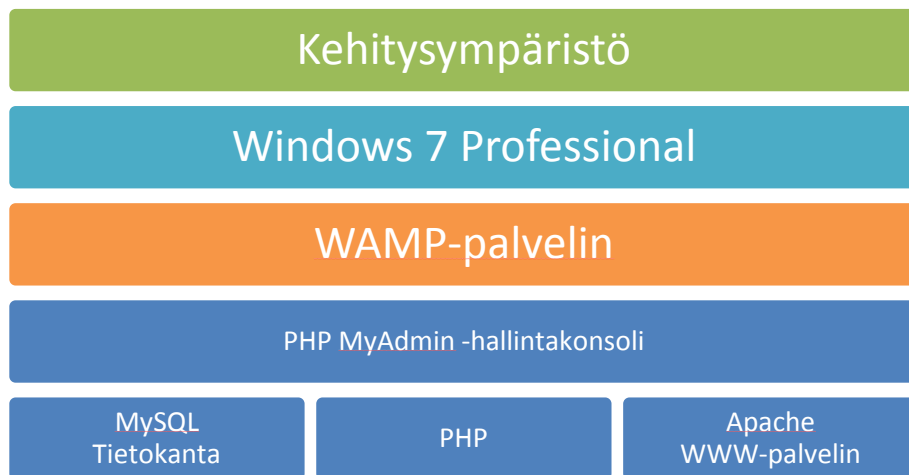 Kehitysympäristö
Windows 7 Professional
WAMP-palvelin
PHP MyAdmin -hallintakonsoli
MySQL
Tietokanta
PHP
Apache
WWW-palvelin